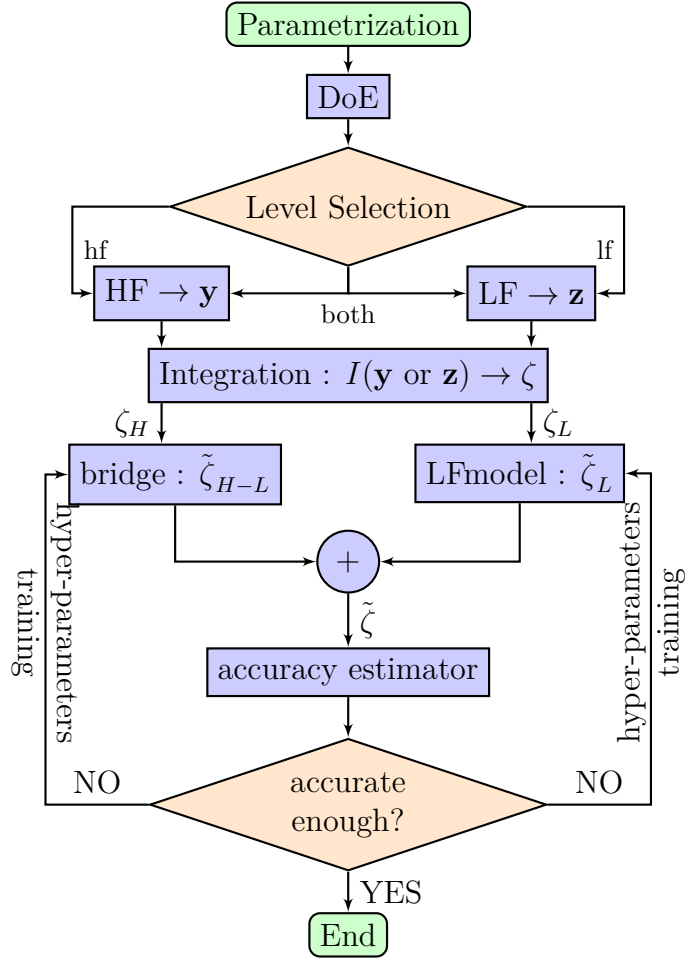 Parametrization
DoE
Level Selection
hf
lf
HF → y
LF → z
both
Integration : I(y or z) → ζ
ζ_H
ζ_L
bridge : ζ̃_{H−L}
LFmodel : ζ̃_L
hyper-parameters
training
hyper-parameters
training
+
ζ̃
accuracy estimator
accurate
enough?
NO
NO
YES
End